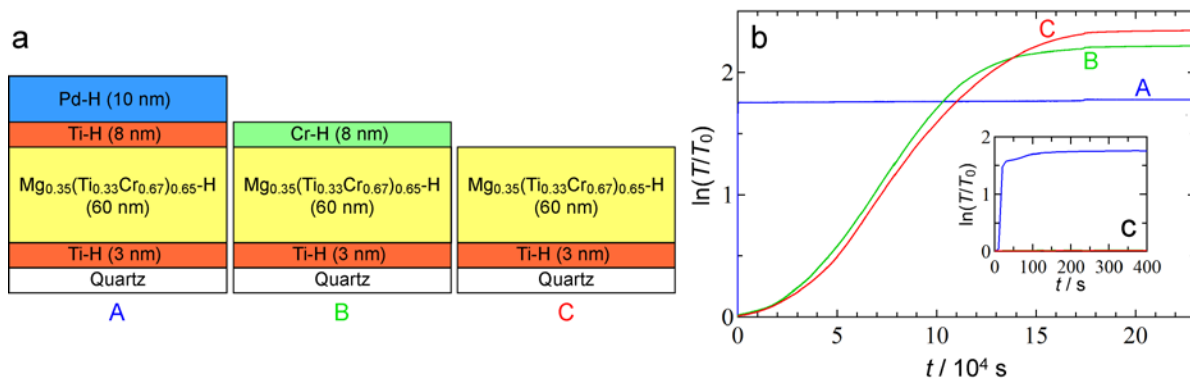 a
Pd-H (10 nm)
Ti-H (8 nm)
Mg0.35(Ti0.33Cr0.67)0.65-H
(60 nm)
Ti-H (3 nm)
Quartz
A
Cr-H (8 nm)
Mg0.35(Ti0.33Cr0.67)0.65-H
(60 nm)
Ti-H (3 nm)
Quartz
B
Mg0.35(Ti0.33Cr0.67)0.65-H
(60 nm)
Ti-H (3 nm)
Quartz
C
b
ln(T/T0)
2
1
0
0 5 10 15 20
t / 10⁴ s
C
B
A
ln(T/T0)
2
1
0
0 100 200 300 400
t / s
c